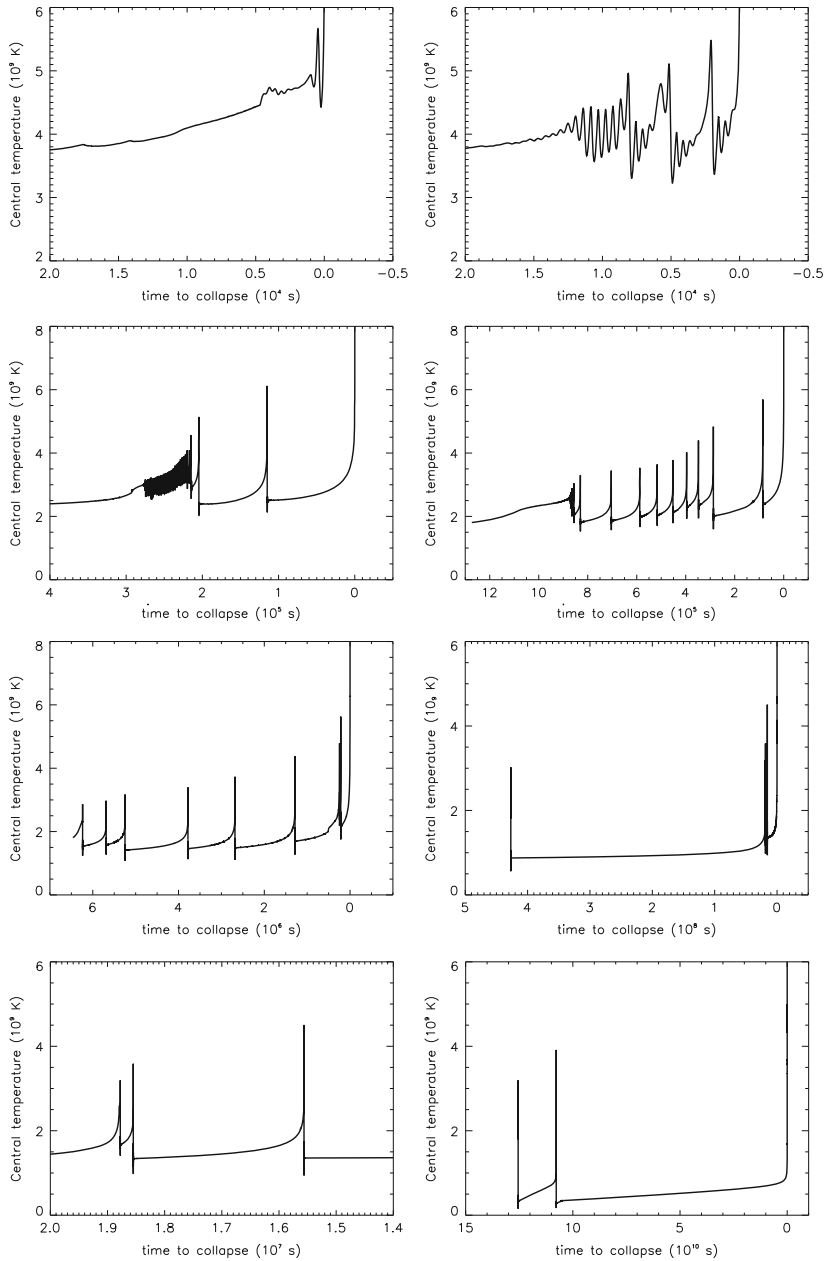 6
5
4
3
2
Central temperature (10⁹ K)
2.0 1.5 1.0 0.5 0.0 −0.5
time to collapse (10⁴ s)
6
5
4
3
2
Central temperature (10⁹ K)
2.0 1.5 1.0 0.5 0.0 −0.5
time to collapse (10⁴ s)
8
6
4
2
0
Central temperature (10⁹ K)
4 3 2 1 0
time to collapse (10⁵ s)
8
6
4
2
0
Central temperature (10⁹ K)
12 10 8 6 4 2 0
time to collapse (10⁵ s)
8
6
4
2
0
Central temperature (10⁹ K)
6 4 2 0
time to collapse (10⁶ s)
6
4
2
0
Central temperature (10⁹ K)
5 4 3 2 1 0
time to collapse (10⁸ s)
6
4
2
0
Central temperature (10⁹ K)
2.0 1.9 1.8 1.7 1.6 1.5 1.4
time to collapse (10⁷ s)
6
4
2
0
Central temperature (10⁹ K)
15 10 5 0
time to collapse (10¹⁰ s)